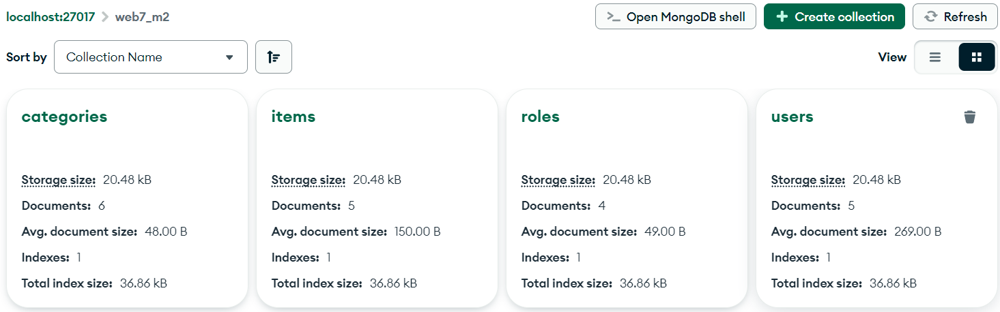 localhost:27017 > web7_m2
>_ Open MongoDB shell
+ Create collection
Refresh
Sort by
Collection Name
View
categories
Storage size: 20.48 kB
Documents: 6
Avg. document size: 48.00 B
Indexes: 1
Total index size: 36.86 kB
items
Storage size: 20.48 kB
Documents: 5
Avg. document size: 150.00 B
Indexes: 1
Total index size: 36.86 kB
roles
Storage size: 20.48 kB
Documents: 4
Avg. document size: 49.00 B
Indexes: 1
Total index size: 36.86 kB
users
Storage size: 20.48 kB
Documents: 5
Avg. document size: 269.00 B
Indexes: 1
Total index size: 36.86 kB